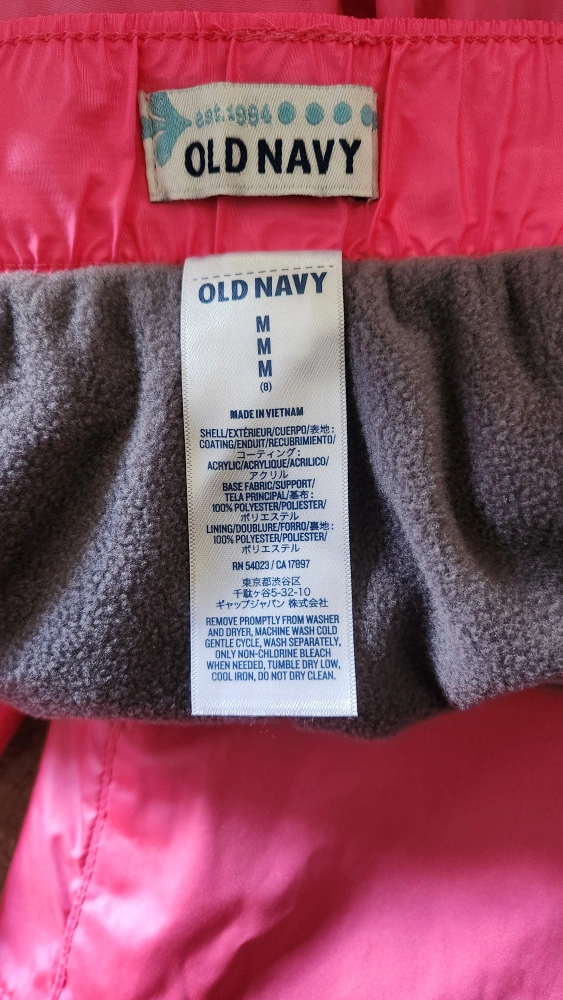 est.1994
OLD NAVY
OLD NAVY
M
M
M
(8)
MADE IN VIETNAM
SHELL/EXTÉRIEUR/CUERPO/表地:
COATING/ENDUIT/RECUBRIMIENTO/
コーティング:
ACRYLIC/ACRYLIQUE/ACRILICO/
アクリル
BASE FABRIC/SUPPORT/
TELA PRINCIPAL/基布:
100% POLYESTER/POLIESTER/
ポリエステル
LINING/DOUBLURE/FORRO/裏地:
100% POLYESTER/POLIESTER/
ポリエステル
RN 54023 / CA 17897
東京都渋谷区
千駄ヶ谷5-32-10
ギャップジャパン 株式会社
REMOVE PROMPTLY FROM WASHER
AND DRYER, MACHINE WASH COLD
GENTLE CYCLE, WASH SEPARATELY,
ONLY NON-CHLORINE BLEACH
WHEN NEEDED, TUMBLE DRY LOW,
COOL IRON, DO NOT DRY CLEAN.